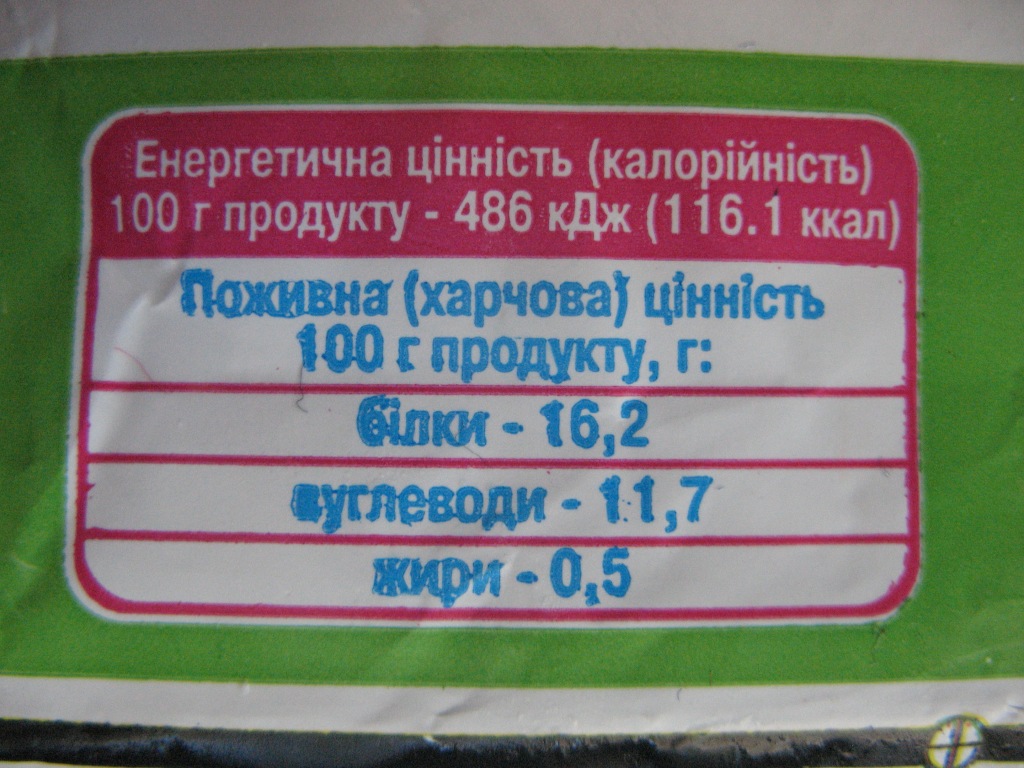 Енергетична цінність (калорійність)
100 г продукту - 486 кДж (116.1 ккал)
Поживна (харчова) цінність
100 г продукту, г:
білки - 16,2
вуглеводи - 11,7
жири - 0,5